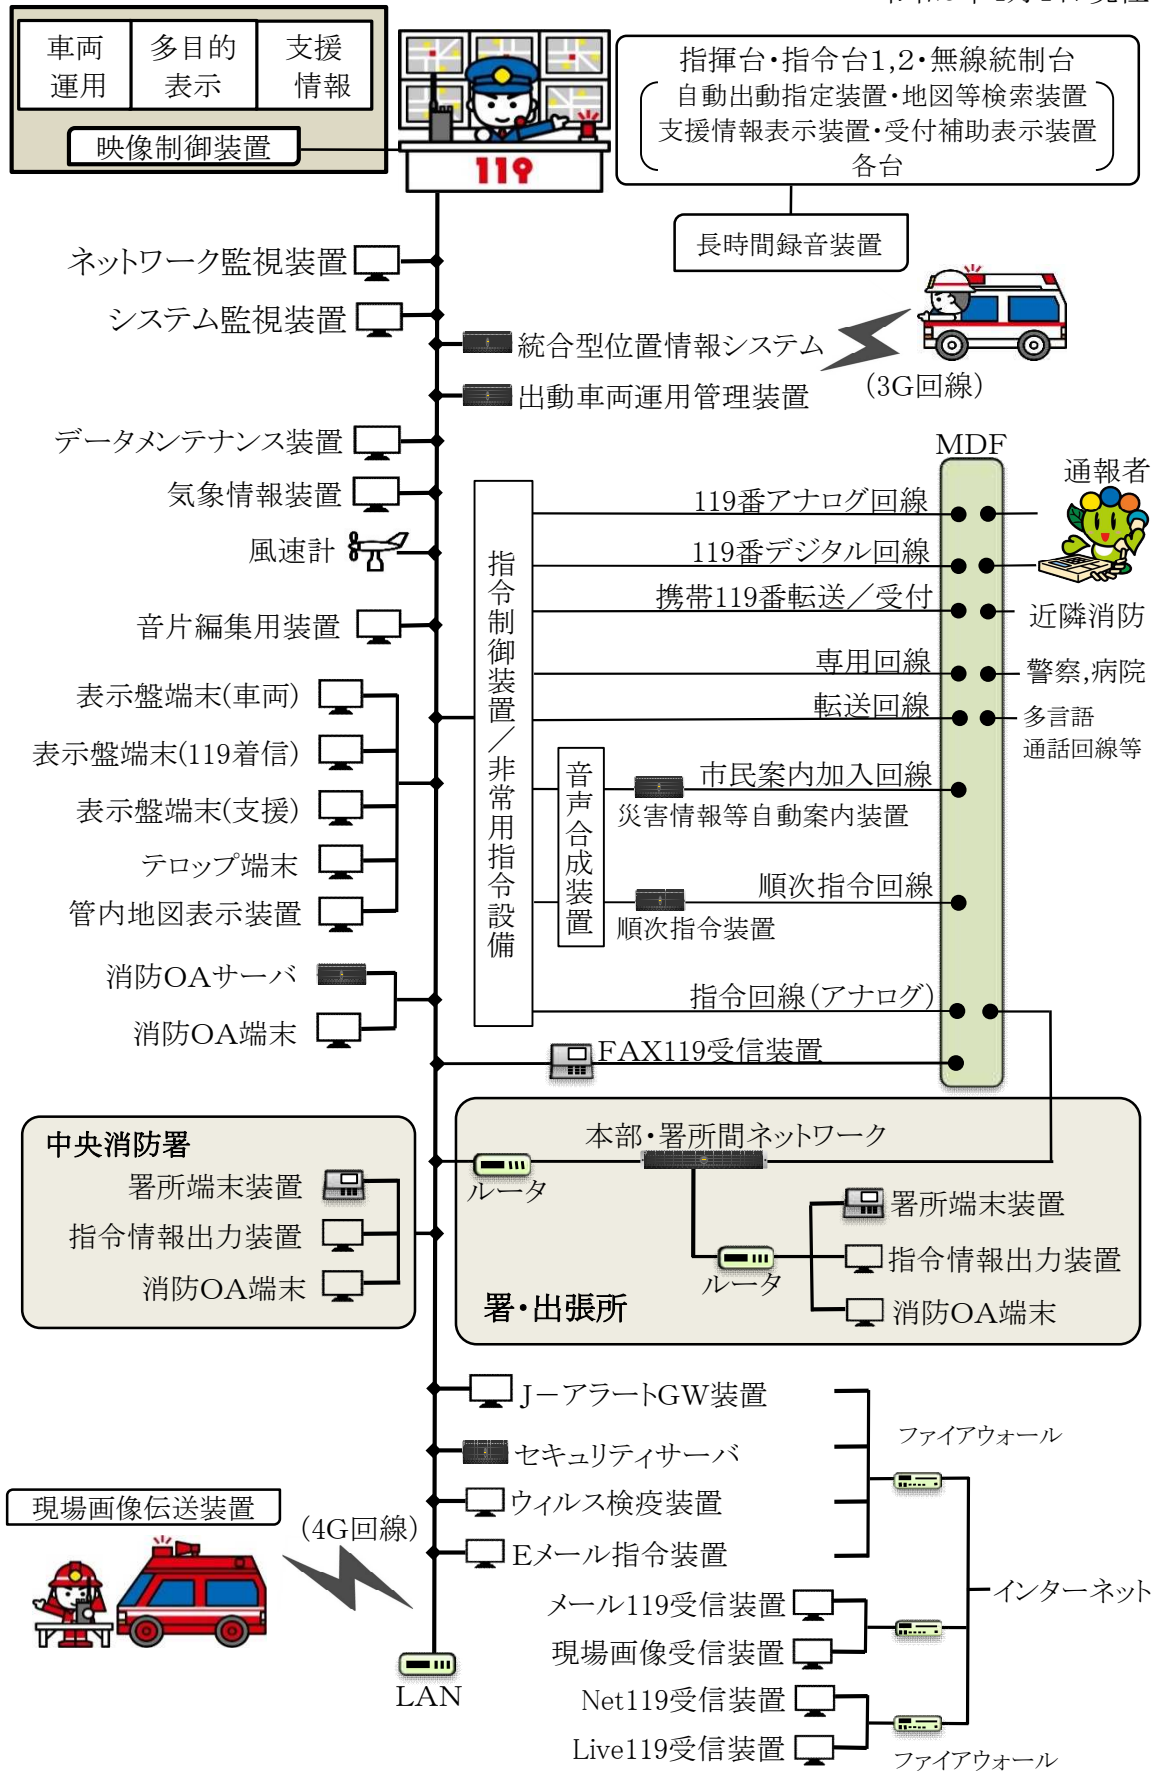 車両
運用
多目的
表示
支援
情報
映像制御装置
119
指揮台・指令台1,2・無線統制台
自動出動指定装置・地図等検索装置
支援情報表示装置・受付補助表示装置
各台
長時間録音装置
ネットワーク監視装置
システム監視装置
統合型位置情報システム
(3G回線)
出動車両運用管理装置
データメンテナンス装置
気象情報装置
風速計
音片編集用装置
表示盤端末(車両)
表示盤端末(119着信)
表示盤端末(支援)
テロップ端末
管内地図表示装置
消防OAサーバ
消防OA端末
指令制御装置／非常用指令設備
MDF
通報者
119番アナログ回線
119番デジタル回線
携帯119番転送／受付
近隣消防
専用回線
警察,病院
転送回線
多言語
通話回線等
音声合成装置
市民案内加入回線
災害情報等自動案内装置
順次指令回線
順次指令装置
指令回線(アナログ)
FAX119受信装置
中央消防署
署所端末装置
指令情報出力装置
消防OA端末
本部・署所間ネットワーク
ルータ
ルータ
署所端末装置
指令情報出力装置
消防OA端末
署・出張所
J－アラートGW装置
セキュリティサーバ
ウィルス検疫装置
Eメール指令装置
ファイアウォール
現場画像伝送装置
(4G回線)
インターネット
メール119受信装置
現場画像受信装置
Net119受信装置
Live119受信装置
ファイアウォール
LAN